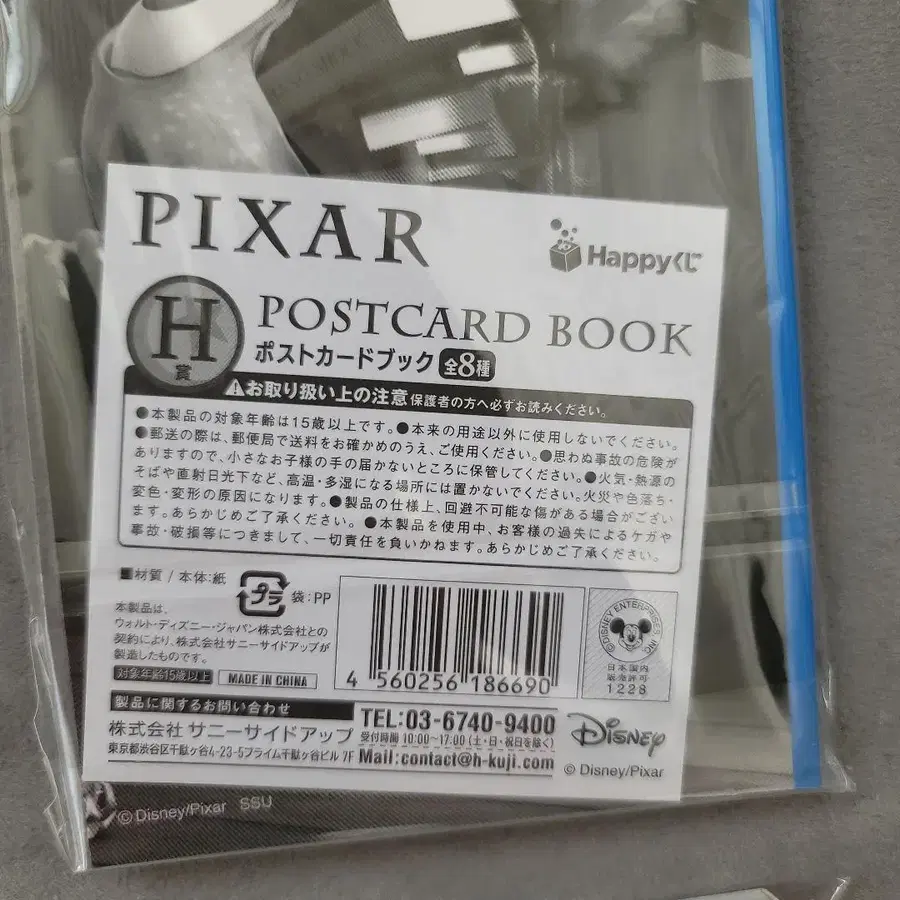 PIXAR
Happyくじ
H賞
POSTCARD BOOK
ポストカードブック 全8種
⚠お取り扱い上の注意 保護者の方へ必ずお読みください。
●本製品の対象年齢は15歳以上です。●本来の用途以外に使用しないでください。
●郵送の際は、郵便局で送料をお確かめのうえ、ご使用ください。●思わぬ事故の危険が
ありますので、小さなお子様の手の届かないところに保管してください。●火気・熱源の
そばや直射日光下など、高温・多湿になる場所には置かないでください。火災や色落ち・
変色・変形の原因になります。●製品の仕様上、回避不可能な傷がある場合がござい
ます。あらかじめご了承ください。 ●本製品を使用中、お客様の過失によるケガや
事故・破損等につきまして、一切責任を負いかねます。あらかじめご了承ください。
■材質 / 本体:紙
プラ
袋:PP
本製品は、
ウォルト・ディズニー・ジャパン株式会社との
契約により、株式会社サニーサイドアップが
製造したものです。
対象年齢15歳以上
MADE IN CHINA
4 560256 186690
©DISNEY ENTERPRISES, INC.
日本国内
販売許可
1228
製品に関するお問い合わせ
株式会社 サニーサイドアップ
東京都渋谷区千駄ヶ谷4-23-5プライム千駄ヶ谷ビル 7F
TEL:03-6740-9400
受付時間 10:00~17:00 (土・日・祝日を除く)
Mail:contact@h-kuji.com
Disney
© Disney/Pixar
©Disney/Pixar SSU